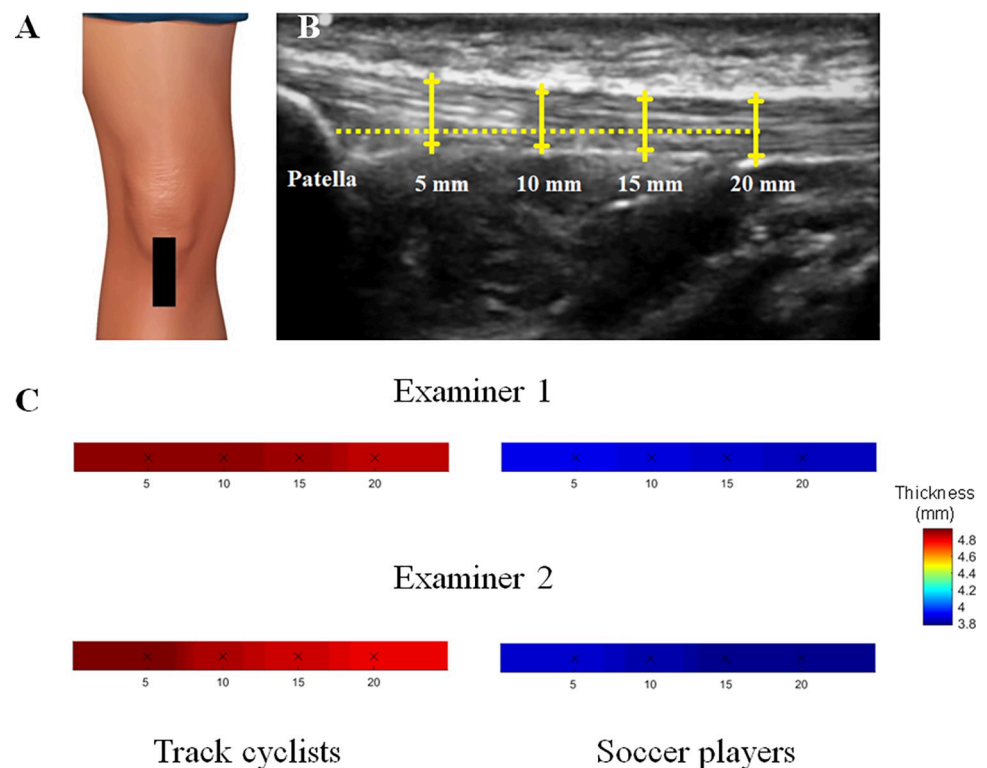 A
B
Patella
5 mm 10 mm 15 mm 20 mm
C
Examiner 1
5 10 15 20
5 10 15 20
Thickness
(mm)
4.8
4.6
4.4
4.2
4
3.8
Examiner 2
5 10 15 20
5 10 15 20
Track cyclists
Soccer players